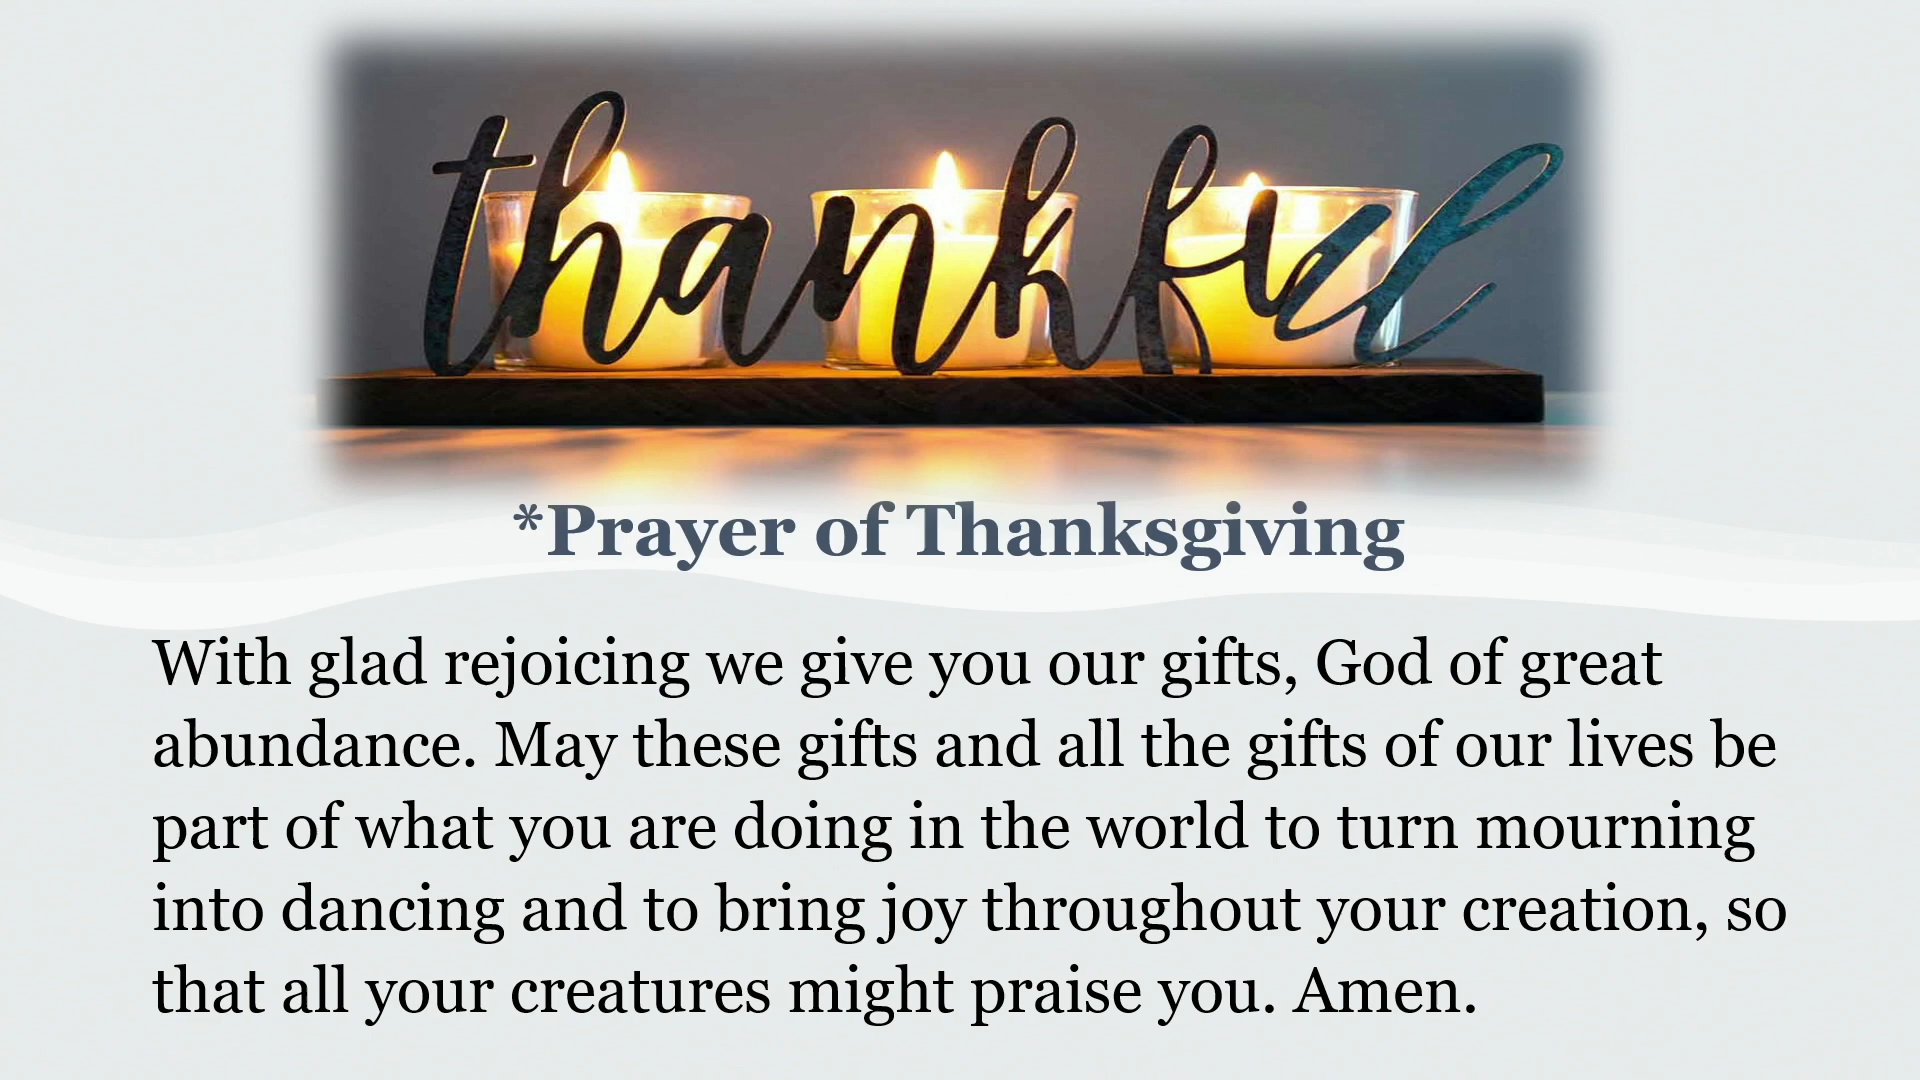 thankful
*Prayer of Thanksgiving
With glad rejoicing we give you our gifts, God of great
abundance. May these gifts and all the gifts of our lives be
part of what you are doing in the world to turn mourning
into dancing and to bring joy throughout your creation, so
that all your creatures might praise you. Amen.